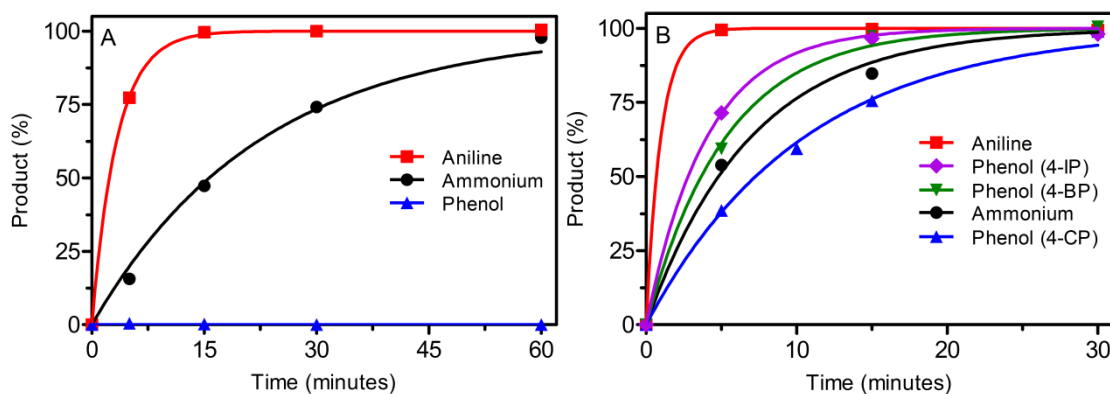 A
100
75
50
25
0
Product (%)
Aniline
Ammonium
Phenol
0 15 30 45 60
Time (minutes)
B
100
75
50
25
0
Product (%)
Aniline
Phenol (4-IP)
Phenol (4-BP)
Ammonium
Phenol (4-CP)
0 10 20 30
Time (minutes)